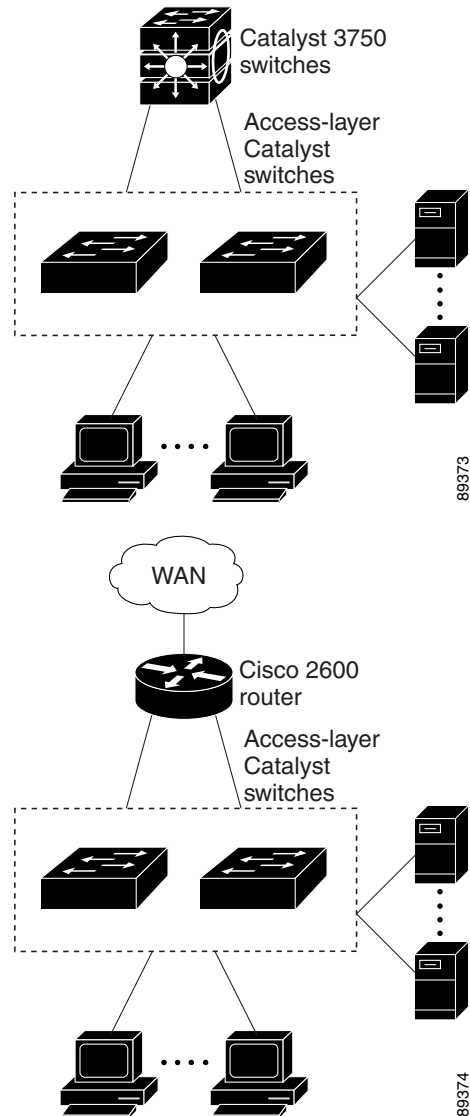 Catalyst 3750
switches
Access-layer
Catalyst
switches
89373
WAN
Cisco 2600
router
Access-layer
Catalyst
switches
89374